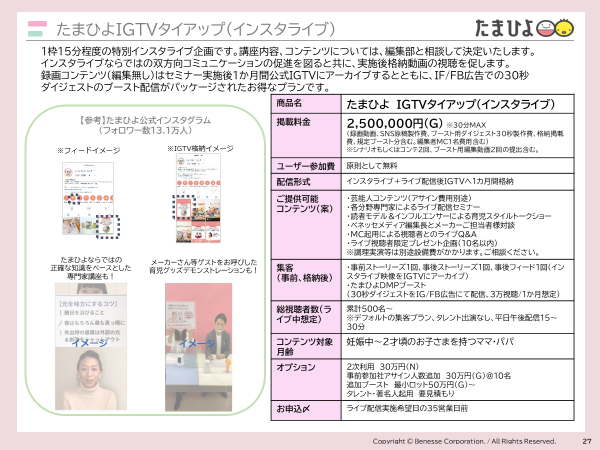 たまひよIGTVタイアップ(インスタライブ)
たまひよ
1枠15分程度の特別インスタライブ企画です。講座内容、コンテンツについては、編集部と相談して決定いたします。
インスタライブならではの双方向コミュニケーションの促進を図ると共に、実施後格納動画の視聴を促します。
録画コンテンツ(編集無し)はセミナー実施後1か月間公式IGTVにアーカイブするとともに、IF/FB広告での30秒
ダイジェストのブースト配信がパッケージされたお得なプランです。
【参考】たまひよ公式インスタグラム
(フォロワー数13.1万人)
※フィードイメージ
※IGTV格納イメージ
たまひよならではの
正確な知識をベースとした
専門家講座も!
メーカーさん等ゲストをお呼びした
育児グッズデモンストレーションも!
【光を味方にするコツ】
イメージ
イメージ
商品名
たまひよ IGTVタイアップ(インスタライブ)
掲載料金
2,500,000円(G) ※30分MAX
(録画動画、SNS原稿製作費、ブースト用ダイジェスト30秒製作費、格納掲載
費、規定ブースト分含む。編集者MC1名費用含む)
※シナリオもしくはコンテ2回、ブースト用編集動画2回の提出含む。
ユーザー参加費
原則として無料
配信形式
インスタライブ+ライブ配信後IGTVへ1カ月間格納
ご提供可能
コンテンツ(案)
・芸能人コンテンツ(アサイン費用別途)
・各分野専門家によるライブ配信セミナー
・読者モデル&インフルエンサーによる育児スタイルトークショー
・ベネッセメディア編集長とメーカーご担当者様対談
・MC起用による視聴者とのライブQ&A
・ライブ視聴者限定プレゼント企画(10名以内)
※調理実演等は別途設備費がかかります。ご相談ください。
集客
(事前、格納後)
・事前ストーリーズ1回、事後ストーリーズ1回、事後フィード1回(イン
スタライブ映像をIGTVにアーカイブ)
・たまひよDMPブースト
(30秒ダイジェストをIG/FB広告にて配信、3万視聴/1か月想定)
総視聴者数(ライ
ブ中想定)
累計500名~
※デフォルトの集客プラン、タレント出演なし、平日午後配信15~
30分
コンテンツ対象
月齢
妊娠中~2才頃のお子さまを持つママ・パパ
オプション
2次利用 30万円(N)
事前参加社アサイン人数追加 30万円(G)@10名
追加ブースト 最小ロット50万円(G)~
タレント・著名人起用 要見積もり
お申込〆
ライブ配信実施希望日の35営業日前
Copyright © Benesse Corporation. / All Rights Reserved.
27